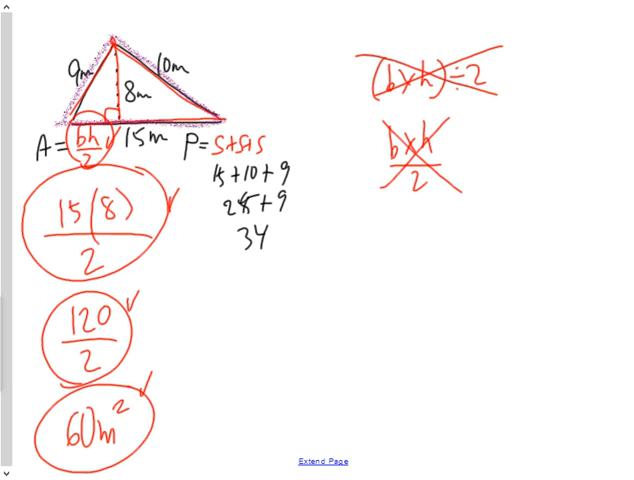 9m
10m
8m
15m
A = bh/2
P = s+s+s
15+10+9
25+9
34
15(8)/2
120/2
60m²
(b×h)÷2
b×h/2
Extend Page